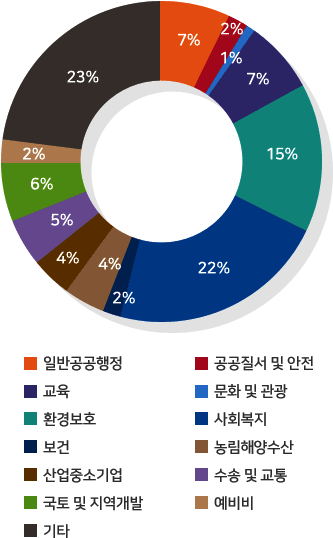 7%
2%
1%
7%
15%
22%
2%
4%
4%
5%
6%
2%
23%
일반공공행정
공공질서 및 안전
교육
문화 및 관광
환경보호
사회복지
보건
농림해양수산
산업중소기업
수송 및 교통
국토 및 지역개발
예비비
기타